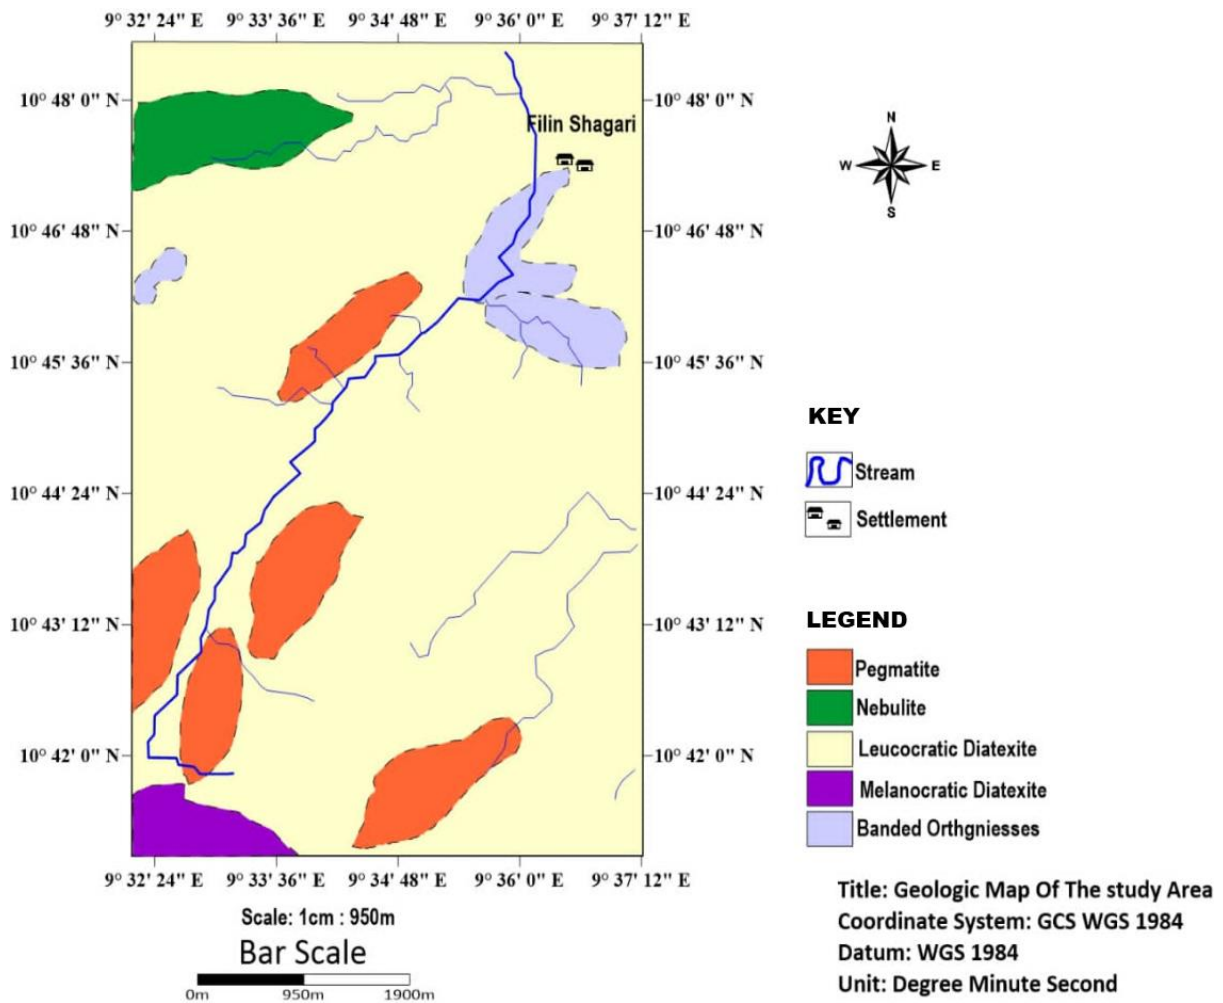 9° 32' 24" E 9° 33' 36" E 9° 34' 48" E 9° 36' 0" E 9° 37' 12" E
10° 48' 0" N 10° 48' 0" N
Filin Shagari
N
W E
S
10° 46' 48" N 10° 46' 48" N
10° 45' 36" N 10° 45' 36" N
KEY
Stream
10° 44' 24" N 10° 44' 24" N
Settlement
10° 43' 12" N 10° 43' 12" N
LEGEND
Pegmatite
Nebulite
10° 42' 0" N 10° 42' 0" N
Leucocratic Diatexite
Melanocratic Diatexite
Banded Orthgniesses
9° 32' 24" E 9° 33' 36" E 9° 34' 48" E 9° 36' 0" E 9° 37' 12" E
Scale: 1cm : 950m
Bar Scale
0m 950m 1900m
Title: Geologic Map Of The study Area
Coordinate System: GCS WGS 1984
Datum: WGS 1984
Unit: Degree Minute Second